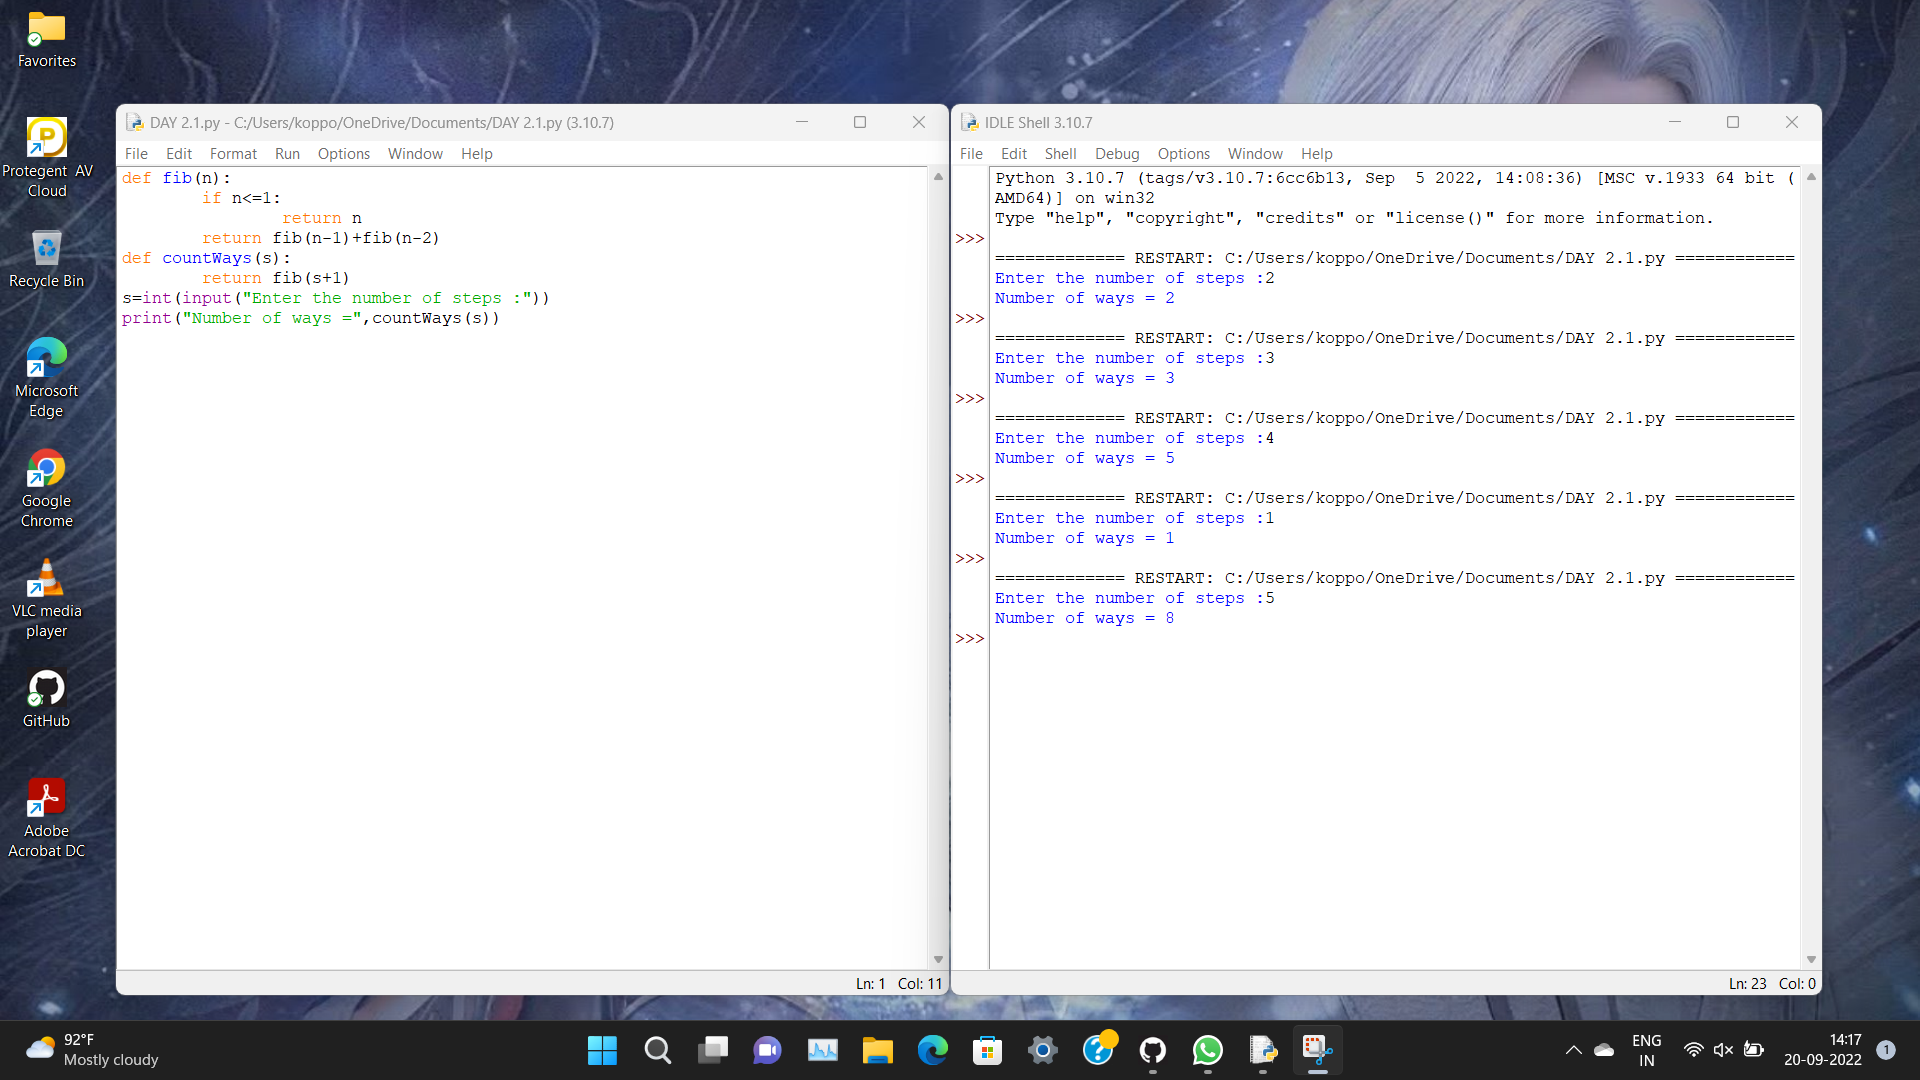 Favorites
Protegent AV
Cloud
Recycle Bin
Microsoft
Edge
Google
Chrome
VLC media
player
GitHub
Adobe
Acrobat DC
DAY 2.1.py - C:/Users/koppo/OneDrive/Documents/DAY 2.1.py (3.10.7)
File Edit Format Run Options Window Help
def fib(n):
        if n<=1:
                return n
        return fib(n-1)+fib(n-2)
def countWays(s):
        return fib(s+1)
s=int(input("Enter the number of steps :"))
print("Number of ways =",countWays(s))
Ln: 1 Col: 11
IDLE Shell 3.10.7
File Edit Shell Debug Options Window Help
Python 3.10.7 (tags/v3.10.7:6cc6b13, Sep  5 2022, 14:08:36) [MSC v.1933 64 bit (
AMD64)] on win32
Type "help", "copyright", "credits" or "license()" for more information.
>>>
============= RESTART: C:/Users/koppo/OneDrive/Documents/DAY 2.1.py ============
Enter the number of steps :2
Number of ways = 2
>>>
============= RESTART: C:/Users/koppo/OneDrive/Documents/DAY 2.1.py ============
Enter the number of steps :3
Number of ways = 3
>>>
============= RESTART: C:/Users/koppo/OneDrive/Documents/DAY 2.1.py ============
Enter the number of steps :4
Number of ways = 5
>>>
============= RESTART: C:/Users/koppo/OneDrive/Documents/DAY 2.1.py ============
Enter the number of steps :1
Number of ways = 1
>>>
============= RESTART: C:/Users/koppo/OneDrive/Documents/DAY 2.1.py ============
Enter the number of steps :5
Number of ways = 8
>>>
Ln: 23 Col: 0
92°F
Mostly cloudy
ENG
IN
14:17
20-09-2022
1